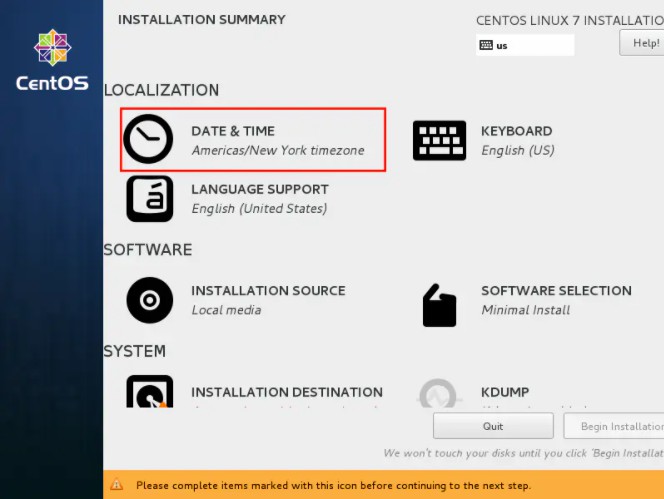 INSTALLATION SUMMARY
CENTOS LINUX 7 INSTALLATIO
us
Help!
CentOS
LOCALIZATION
DATE & TIME
Americas/New York timezone
KEYBOARD
English (US)
á
LANGUAGE SUPPORT
English (United States)
SOFTWARE
INSTALLATION SOURCE
Local media
SOFTWARE SELECTION
Minimal Install
SYSTEM
INSTALLATION DESTINATION
KDUMP
Quit
Begin Installation
We won't touch your disks until you click 'Begin Installat
Please complete items marked with this icon before continuing to the next step.